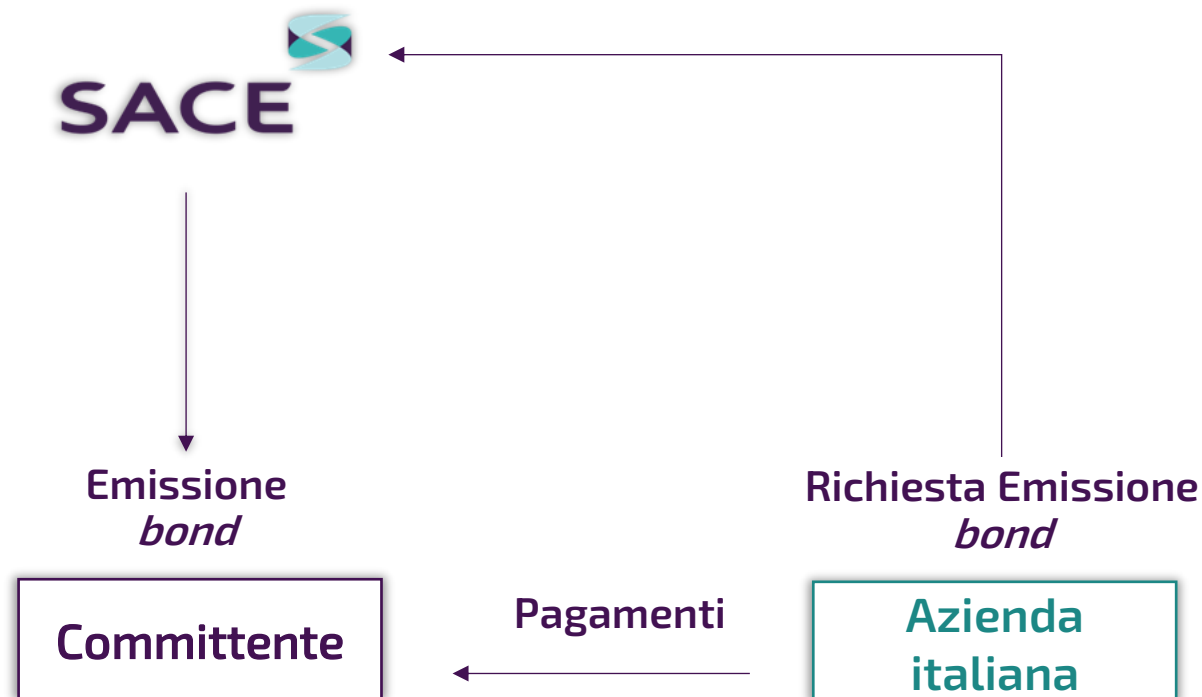 SACE
Emissione
bond
Richiesta Emissione
bond
Committente
Pagamenti
Azienda
italiana